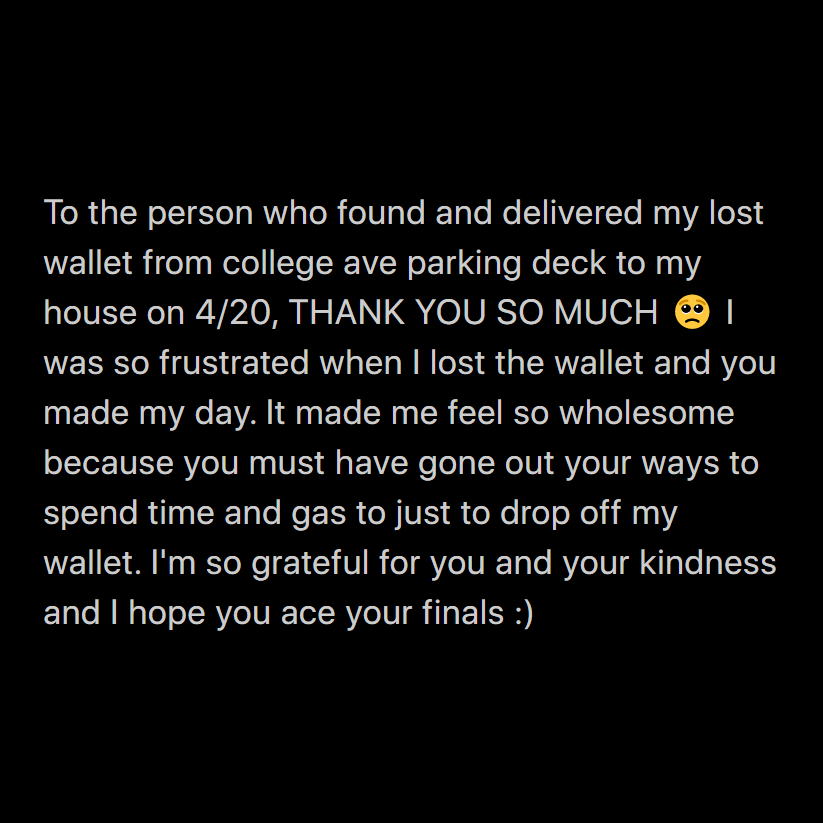 To the person who found and delivered my lost
wallet from college ave parking deck to my
house on 4/20, THANK YOU SO MUCH 🥺 I
was so frustrated when I lost the wallet and you
made my day. It made me feel so wholesome
because you must have gone out your ways to
spend time and gas to just to drop off my
wallet. I'm so grateful for you and your kindness
and I hope you ace your finals :)